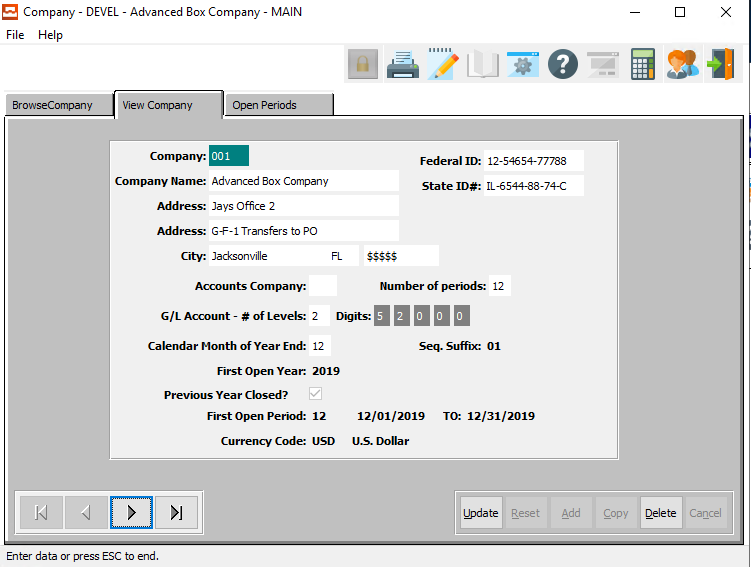 Company - DEVEL - Advanced Box Company - MAIN
File Help
BrowseCompany View Company Open Periods
Company: 001 Federal ID: 12-54654-77788
Company Name: Advanced Box Company State ID#: IL-6544-88-74-C
Address: Jays Office 2
Address: G-F-1 Transfers to PO
City: Jacksonville FL $$$$$
Accounts Company: Number of periods: 12
G/L Account - # of Levels: 2 Digits: 5 2 0 0 0
Calendar Month of Year End: 12 Seq. Suffix: 01
First Open Year: 2019
Previous Year Closed?
First Open Period: 12 12/01/2019 TO: 12/31/2019
Currency Code: USD U.S. Dollar
Update Reset Add Copy Delete Cancel
Enter data or press ESC to end.